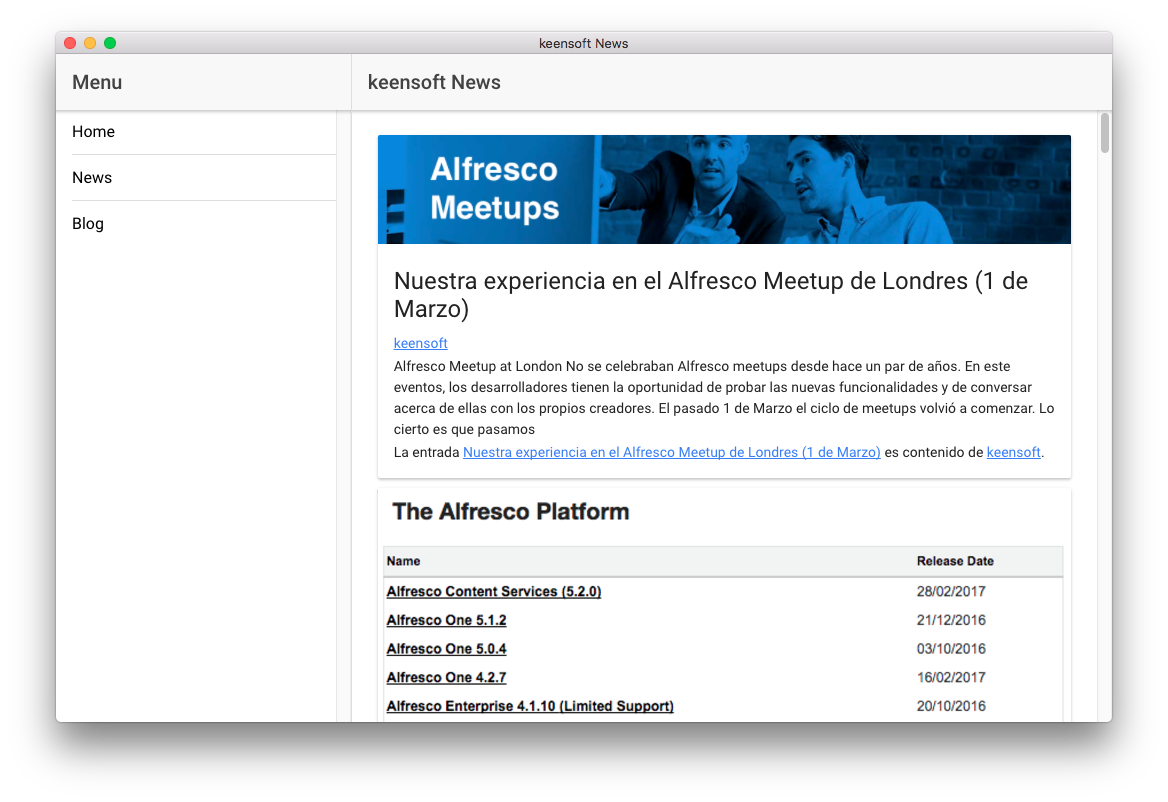 keensoft News
Menu
keensoft News
Home
News
Blog
Alfresco
Meetups
Nuestra experiencia en el Alfresco Meetup de Londres (1 de
Marzo)
keensoft
Alfresco Meetup at London No se celebraban Alfresco meetups desde hace un par de años. En este
eventos, los desarrolladores tienen la oportunidad de probar las nuevas funcionalidades y de conversar
acerca de ellas con los propios creadores. El pasado 1 de Marzo el ciclo de meetups volvió a comenzar. Lo
cierto es que pasamos
La entrada Nuestra experiencia en el Alfresco Meetup de Londres (1 de Marzo) es contenido de keensoft.
The Alfresco Platform
Name Release Date
Alfresco Content Services (5.2.0) 28/02/2017
Alfresco One 5.1.2 21/12/2016
Alfresco One 5.0.4 03/10/2016
Alfresco One 4.2.7 16/02/2017
Alfresco Enterprise 4.1.10 (Limited Support) 20/10/2016